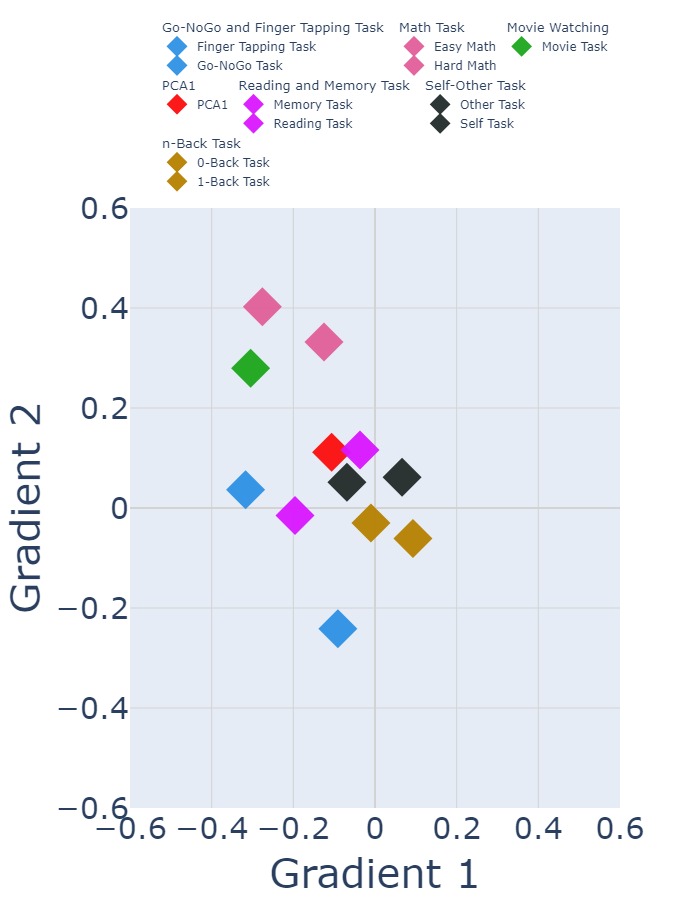 Go-NoGo and Finger Tapping Task Math Task Movie Watching
Finger Tapping Task Easy Math Movie Task
Go-NoGo Task Hard Math
PCA1 Reading and Memory Task Self-Other Task
PCA1 Memory Task Other Task
Reading Task Self Task
n-Back Task
0-Back Task
1-Back Task
0.6
0.4
0.2
0
−0.2
−0.4
−0.6
Gradient 2
−0.6 −0.4 −0.2 0 0.2 0.4 0.6
Gradient 1